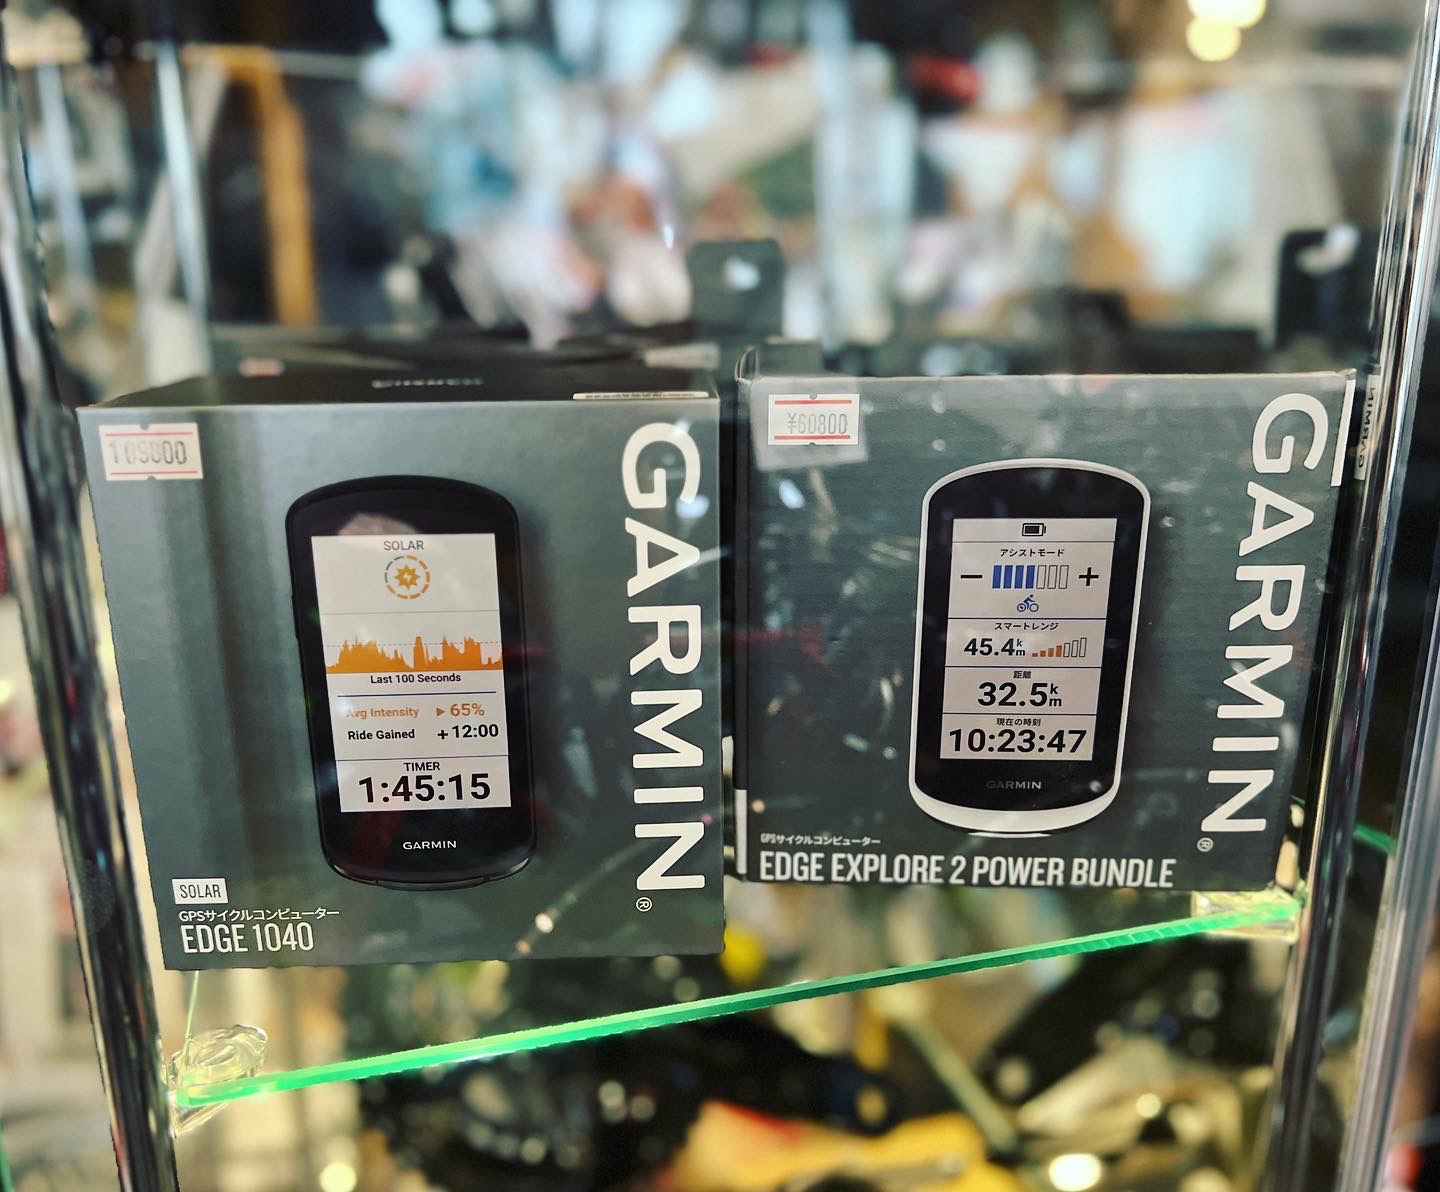 109800
GARMIN®
SOLAR
Last 100 Seconds
Avg Intensity ▶ 65%
Ride Gained + 12:00
TIMER
1:45:15
GARMIN
SOLAR
GPSサイクルコンピューター
EDGE 1040
¥60800
GARMIN®
アシストモード
− +
スマートレンジ
45.4km
距離
32.5km
現在の時刻
10:23:47
GARMIN
GPSサイクルコンピューター
EDGE EXPLORE 2 POWER BUNDLE